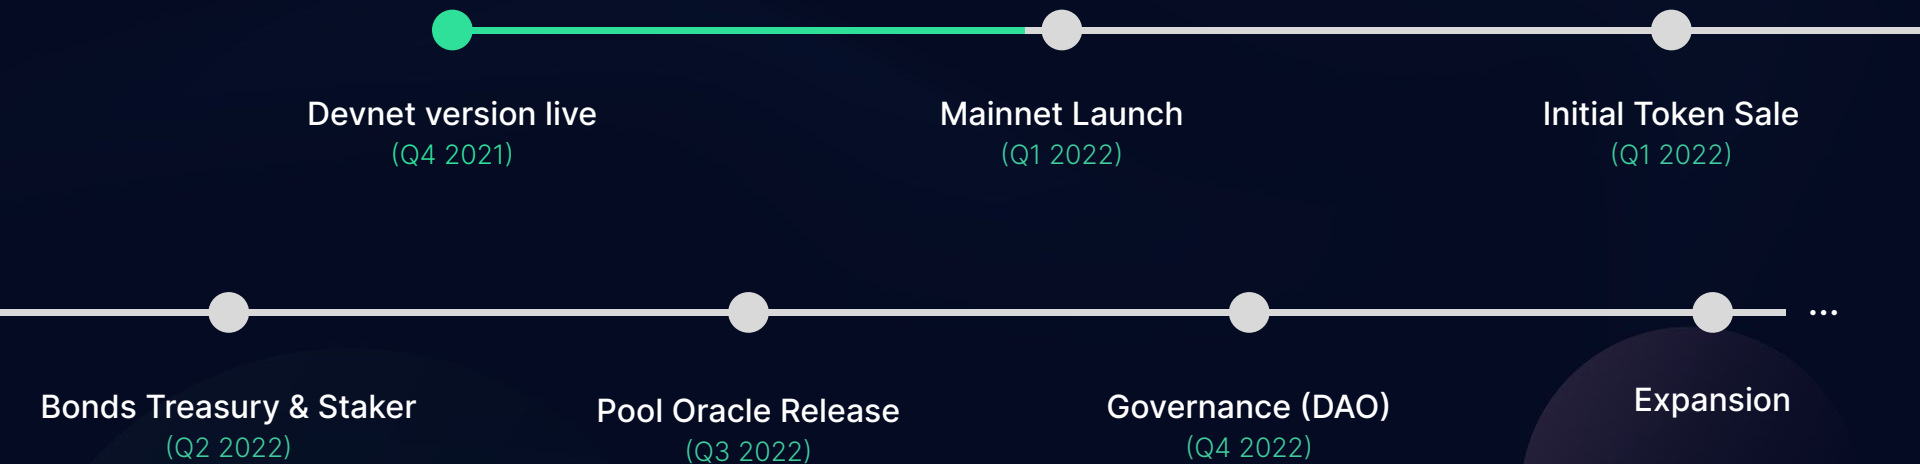 Devnet version live
(Q4 2021)
Mainnet Launch
(Q1 2022)
Initial Token Sale
(Q1 2022)
...
Bonds Treasury & Staker
(Q2 2022)
Pool Oracle Release
(Q3 2022)
Governance (DAO)
(Q4 2022)
Expansion